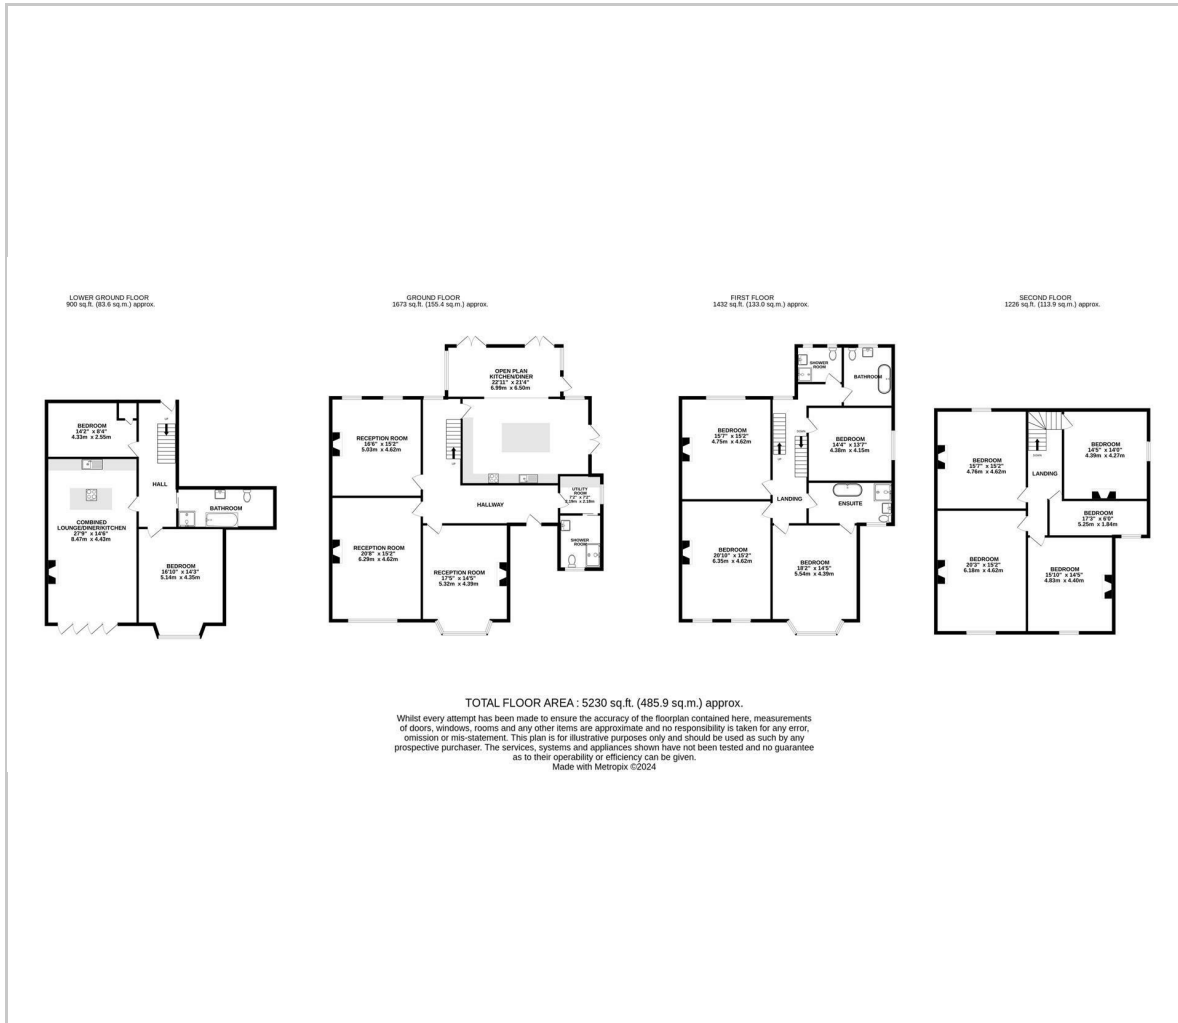 LOWER GROUND FLOOR
900 sq.ft. (83.6 sq.m.) approx.
BEDROOM
14'2" x 8'4"
4.33m x 2.55m
UP
HALL
COMBINED
LOUNGE/DINER/KITCHEN
27'9" x 14'6"
8.47m x 4.43m
BATHROOM
BEDROOM
16'10" x 14'3"
5.14m x 4.35m
GROUND FLOOR
1673 sq.ft. (155.4 sq.m.) approx.
OPEN PLAN
KITCHEN/DINER
22'11" x 21'4"
6.99m x 6.50m
RECEPTION ROOM
16'6" x 15'2"
5.03m x 4.62m
UP
UTILITY
ROOM
7'2" x 7'2"
2.19m x 2.19m
HALLWAY
SHOWER
ROOM
RECEPTION ROOM
20'8" x 15'2"
6.29m x 4.62m
RECEPTION ROOM
17'5" x 14'5"
5.32m x 4.39m
FIRST FLOOR
1432 sq.ft. (133.0 sq.m.) approx.
SHOWER
ROOM
BATHROOM
BEDROOM
15'7" x 15'2"
4.75m x 4.62m
DOWN
UP
BEDROOM
14'4" x 13'7"
4.38m x 4.15m
LANDING
ENSUITE
BEDROOM
20'10" x 15'2"
6.35m x 4.62m
BEDROOM
18'2" x 14'5"
5.54m x 4.39m
SECOND FLOOR
1226 sq.ft. (113.9 sq.m.) approx.
BEDROOM
15'7" x 15'2"
4.76m x 4.62m
DOWN
LANDING
BEDROOM
14'5" x 14'0"
4.39m x 4.27m
BEDROOM
17'3" x 6'0"
5.25m x 1.84m
BEDROOM
20'3" x 15'2"
6.18m x 4.62m
BEDROOM
15'10" x 14'5"
4.83m x 4.40m
TOTAL FLOOR AREA : 5230 sq.ft. (485.9 sq.m.) approx.
Whilst every attempt has been made to ensure the accuracy of the floorplan contained here, measurements
of doors, windows, rooms and any other items are approximate and no responsibility is taken for any error,
omission or mis-statement. This plan is for illustrative purposes only and should be used as such by any
prospective purchaser. The services, systems and appliances shown have not been tested and no guarantee
as to their operability or efficiency can be given.
Made with Metropix ©2024